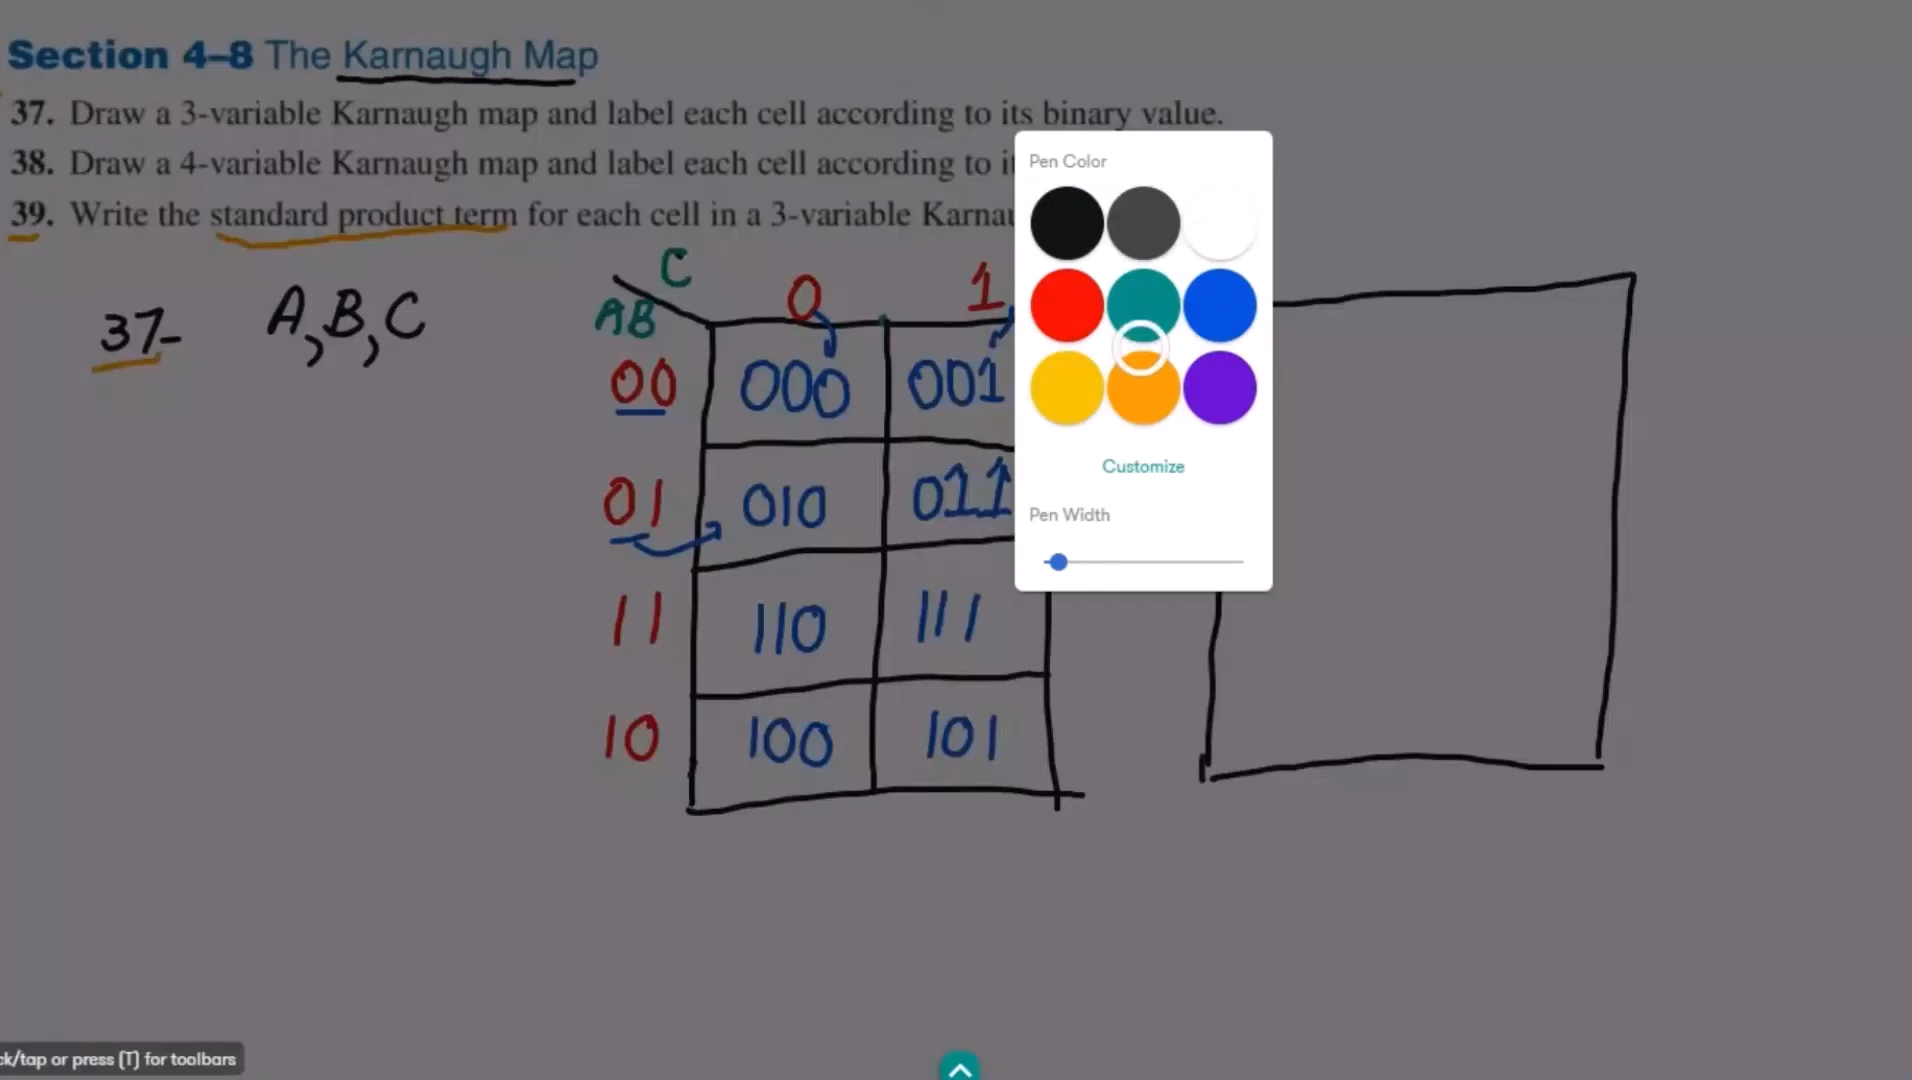 Section 4–8 The Karnaugh Map
37. Draw a 3-variable Karnaugh map and label each cell according to its binary value.
38. Draw a 4-variable Karnaugh map and label each cell according to
39. Write the standard product term for each cell in a 3-variable
Pen Color
37- A, B, C
C
AB
0 1
00 000 001
01 010 011
11 110 111
10 100 101
Customize
Pen Width
or press (T) for toolbars